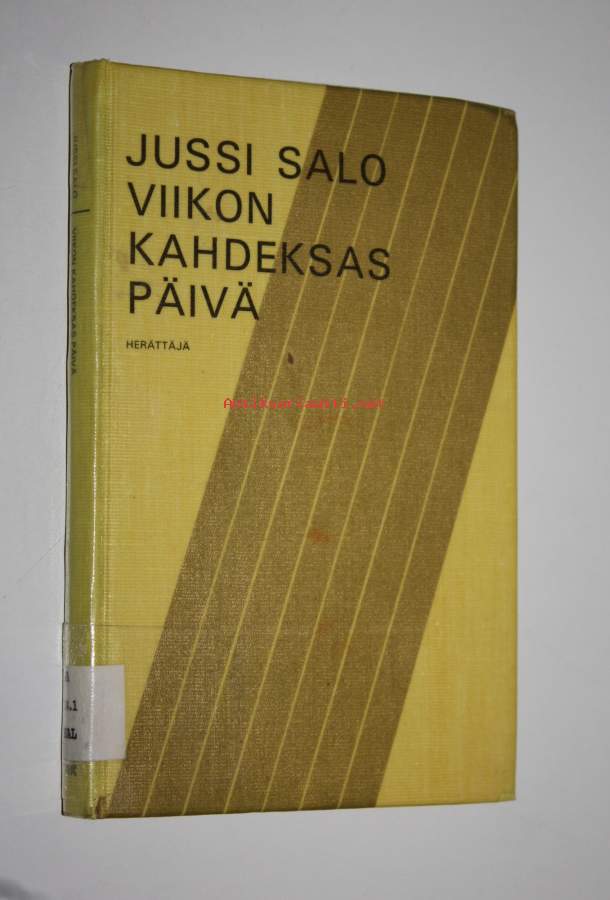 JUSSI SALO
VIIKON
KAHDEKSAS
PÄIVÄ
HERÄTTÄJÄ
Antikvariaatti.net
JUSSI SALO
VIIKON KAHDEKSAS PÄIVÄ